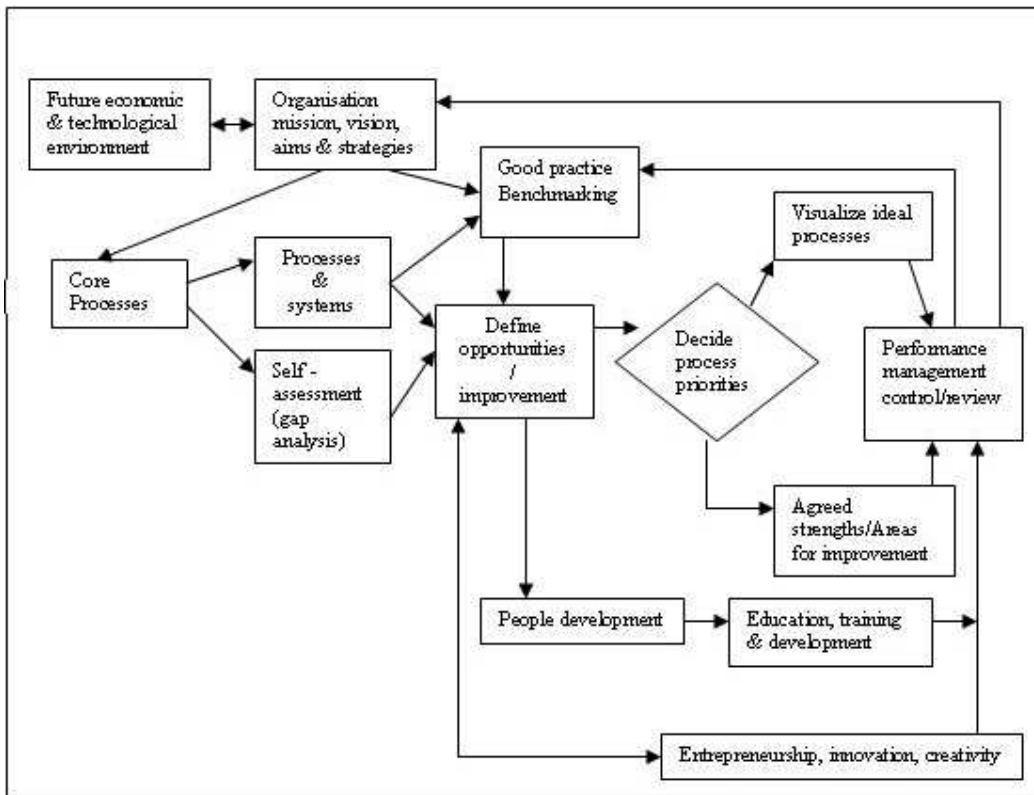 Future economic
& technological
environment
Organisation
mission, vision,
aims & strategies
Good practice
Benchmarking
Visualize ideal
processes
Core
Processes
Processes
&
systems
Define
opportunities
/
improvement
Decide
process
priorities
Performance
management
control/review
Self -
assessment
(gap
analysis)
Agreed
strengths/Areas
for improvement
People development
Education, training
& development
Entrepreneurship, innovation, creativity